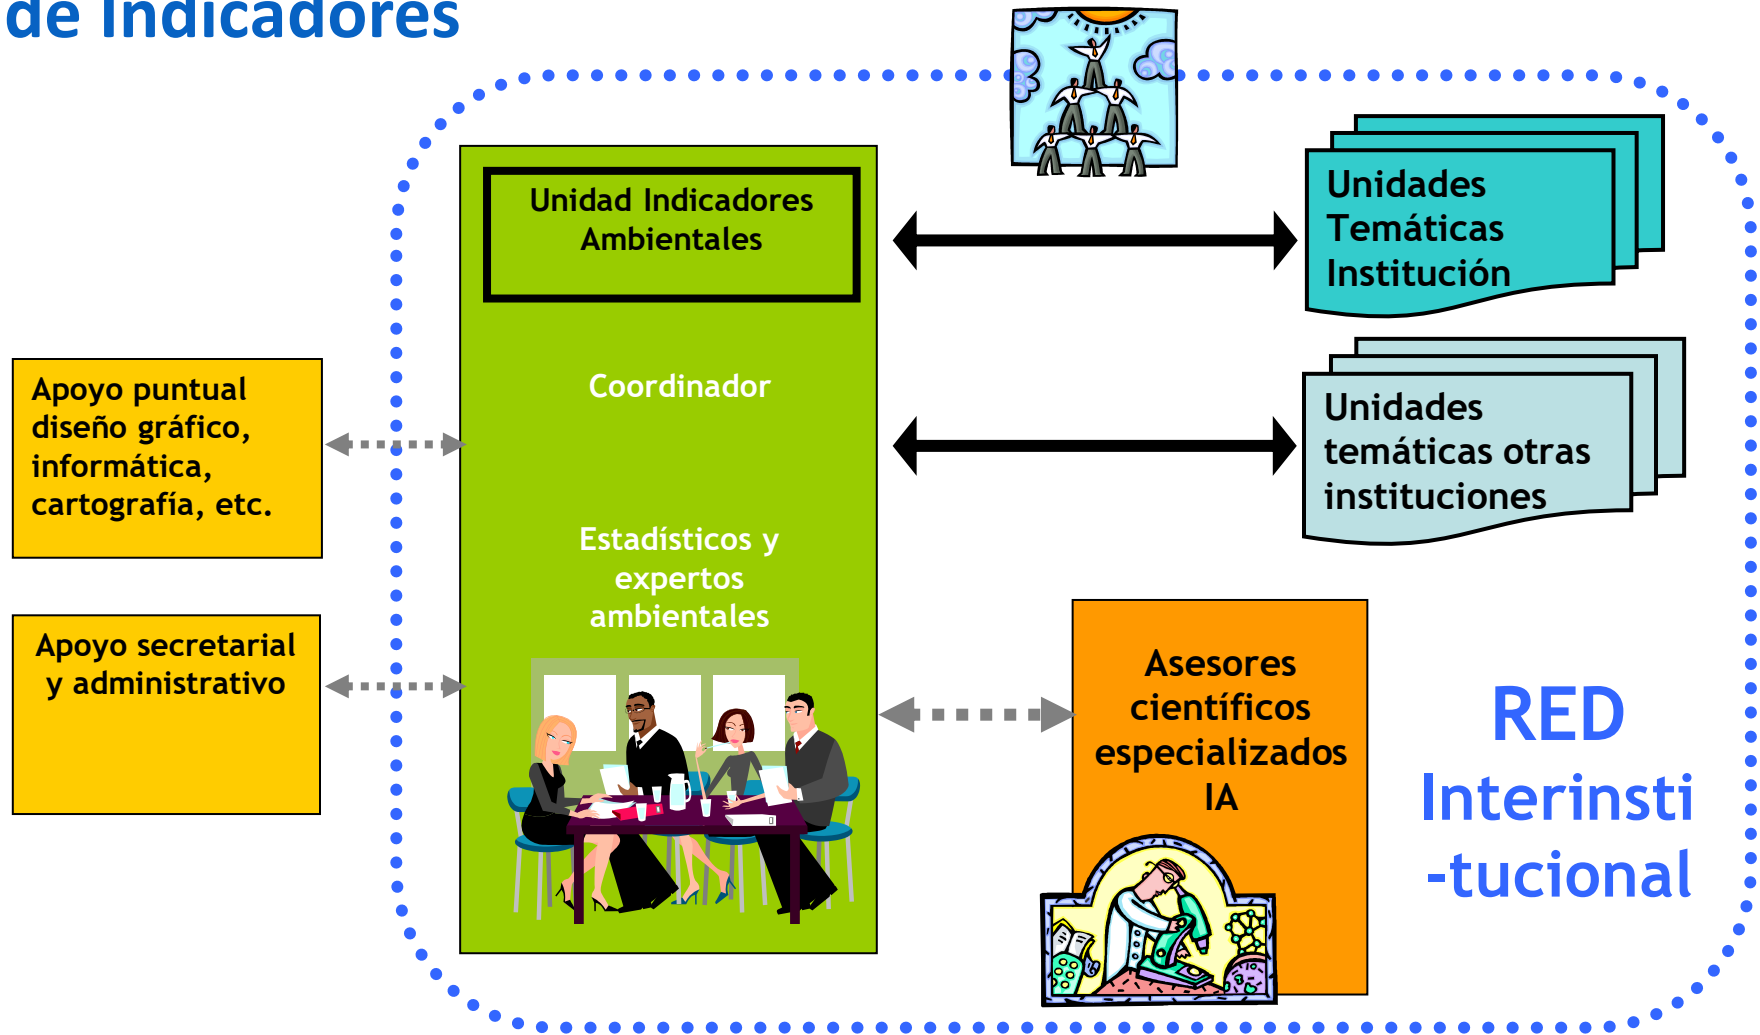 de Indicadores
Unidad Indicadores
Ambientales
Coordinador
Estadísticos y
expertos
ambientales
Apoyo puntual
diseño gráfico,
informática,
cartografía, etc.
Apoyo secretarial
y administrativo
Unidades
Temáticas
Institución
Unidades
temáticas otras
instituciones
Asesores
científicos
especializados
IA
RED
Interinsti
-tucional